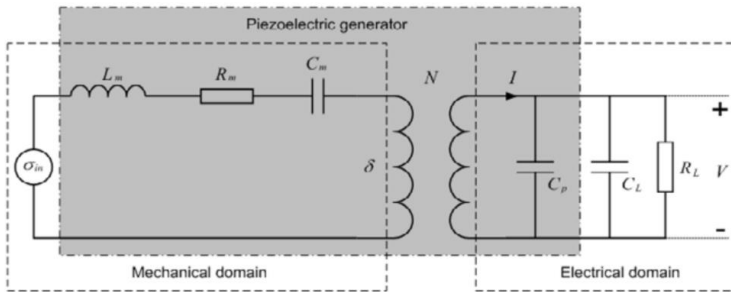 Piezoelectric generator
L_m R_m C_m N I
+
σ_in δ C_p C_L R_L V
-
Mechanical domain Electrical domain